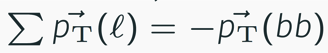 ∑ p⃗_T(ℓ) = −p⃗_T(bb)